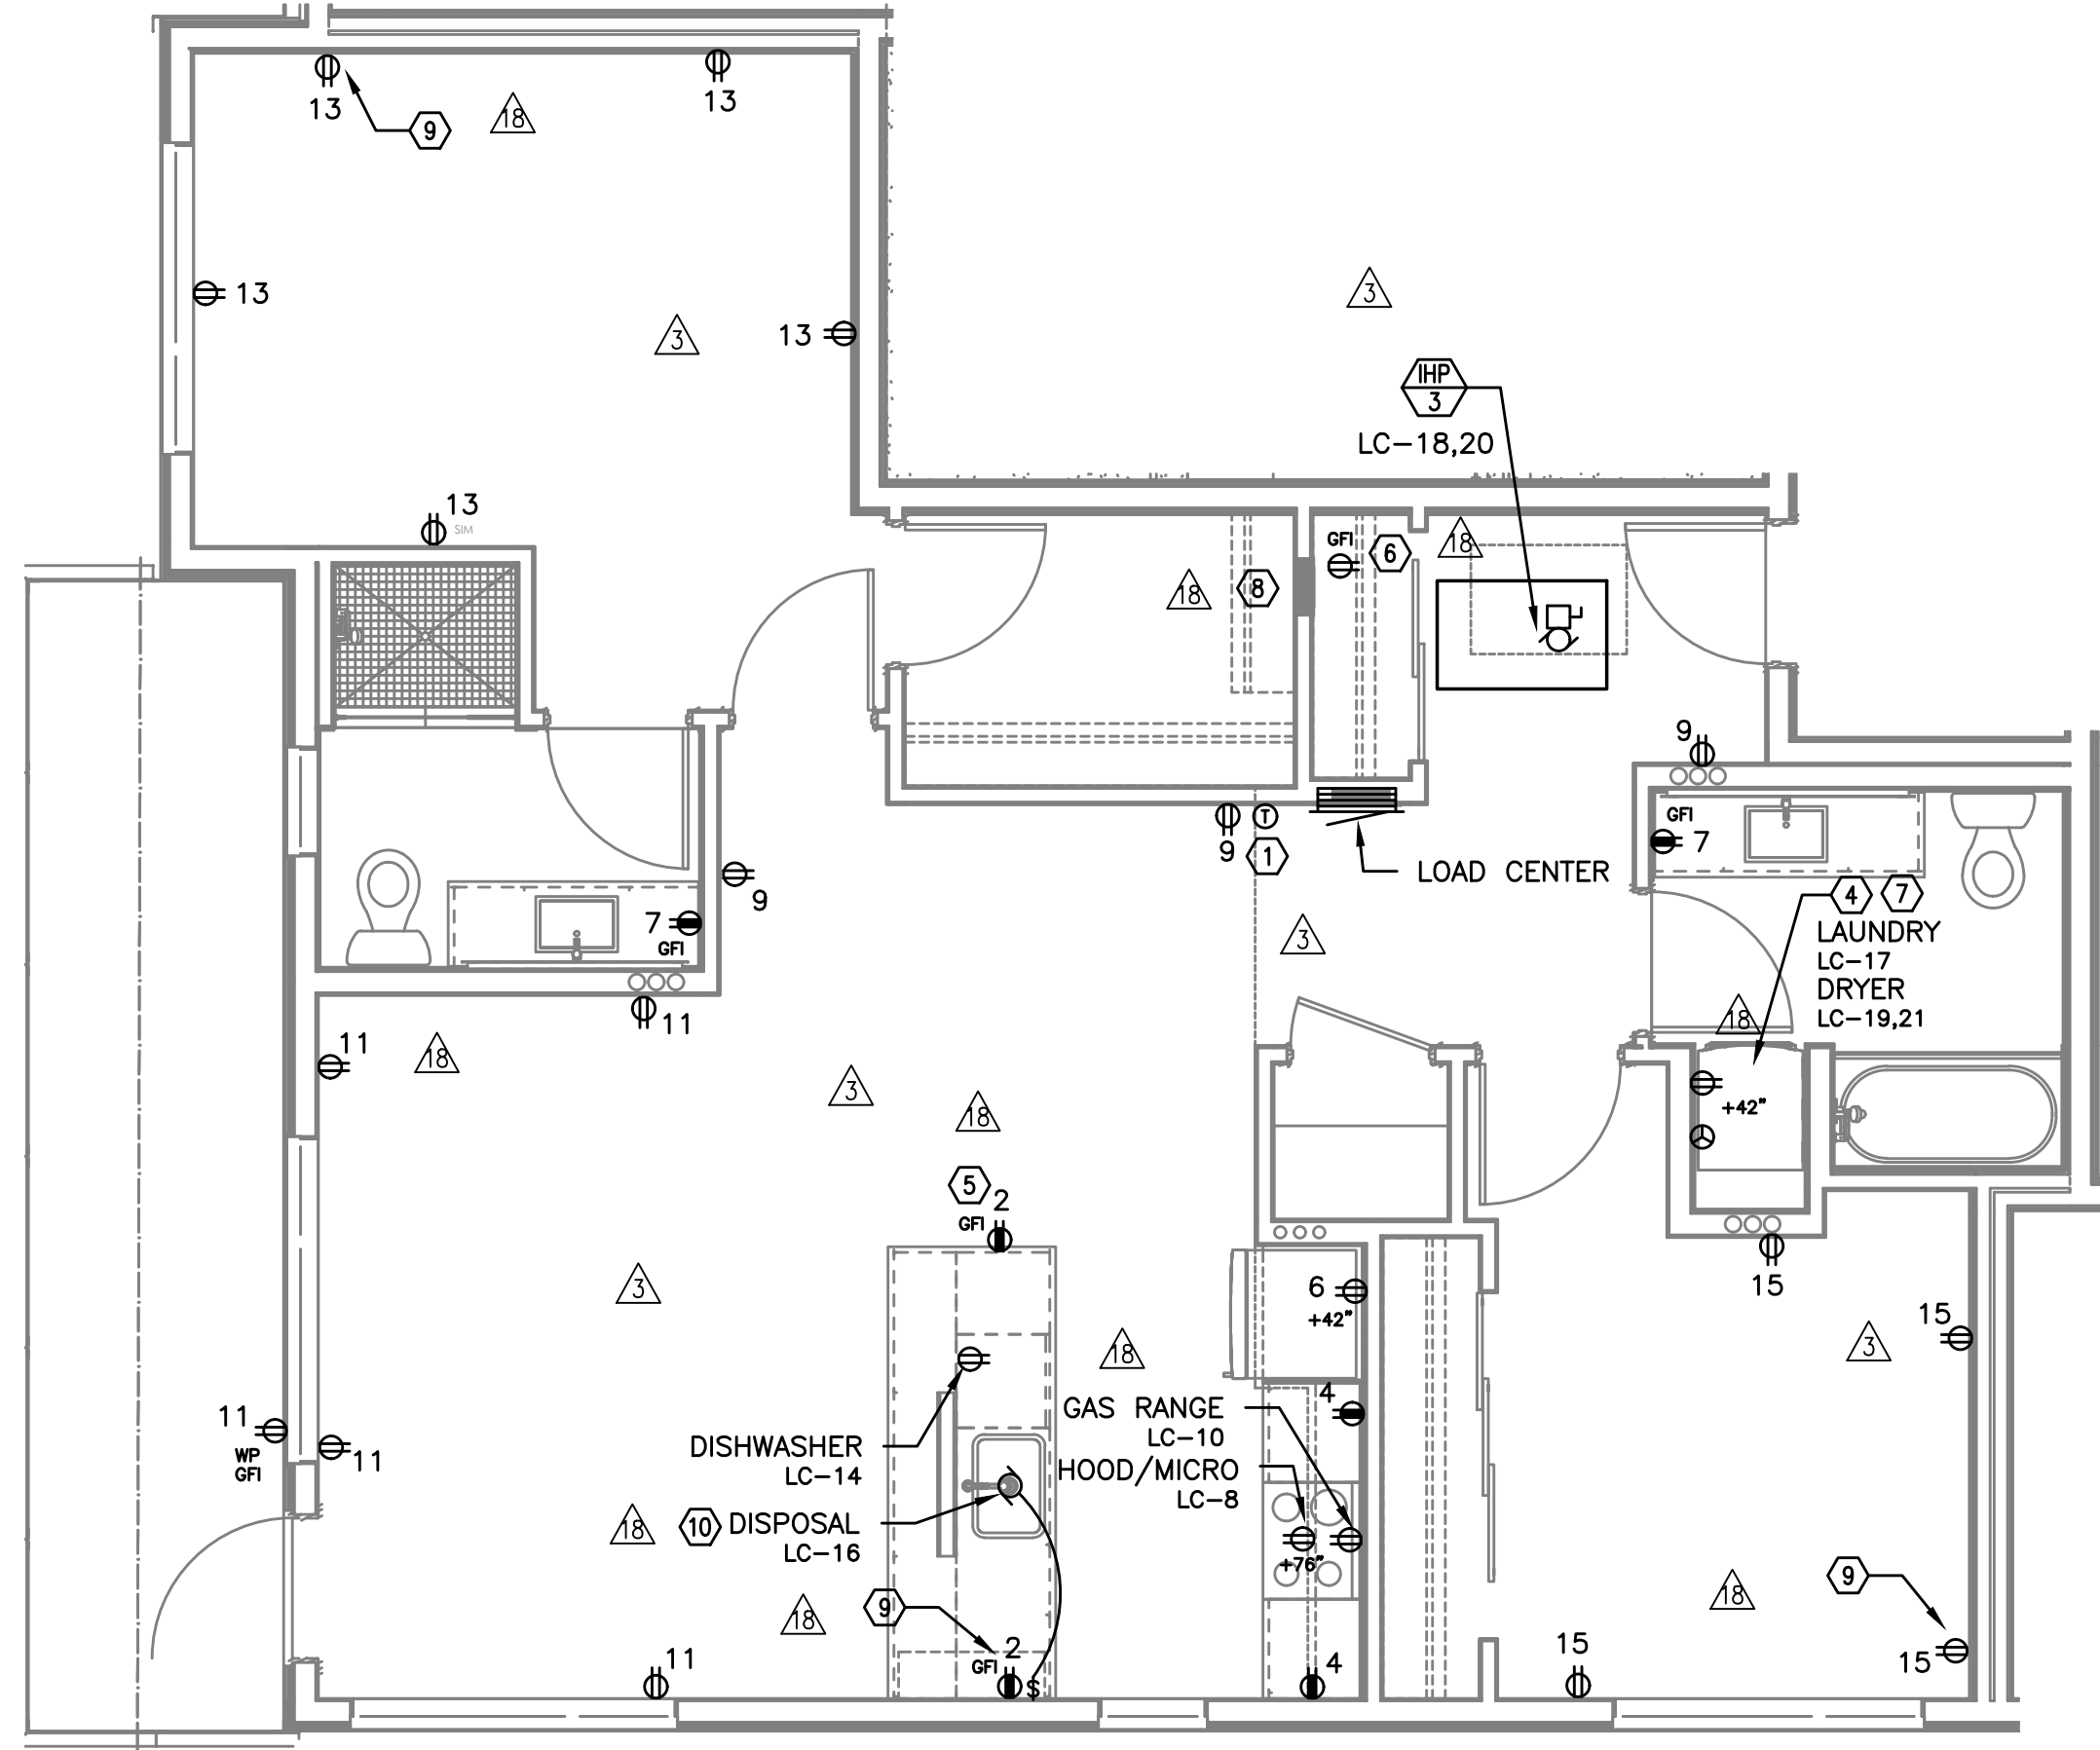 13
13
9
18
13
3
13
3
IHP
3
LC-18,20
13
SIM
GFI
6
18
18
8
9
9
1
LOAD CENTER
GFI
7
9
7
GFI
4
7
LAUNDRY
LC-17
DRYER
LC-19,21
3
11
11
18
18
3
18
+42"
5
2
GFI
3
6
+42"
15
15
3
18
4
GAS RANGE
LC-10
11
WP
GFI
11
DISHWASHER
LC-14
HOOD/MICRO
LC-8
18
10
DISPOSAL
LC-16
+76"
18
9
18
9
11
2
GFI
$
4
15
15
T